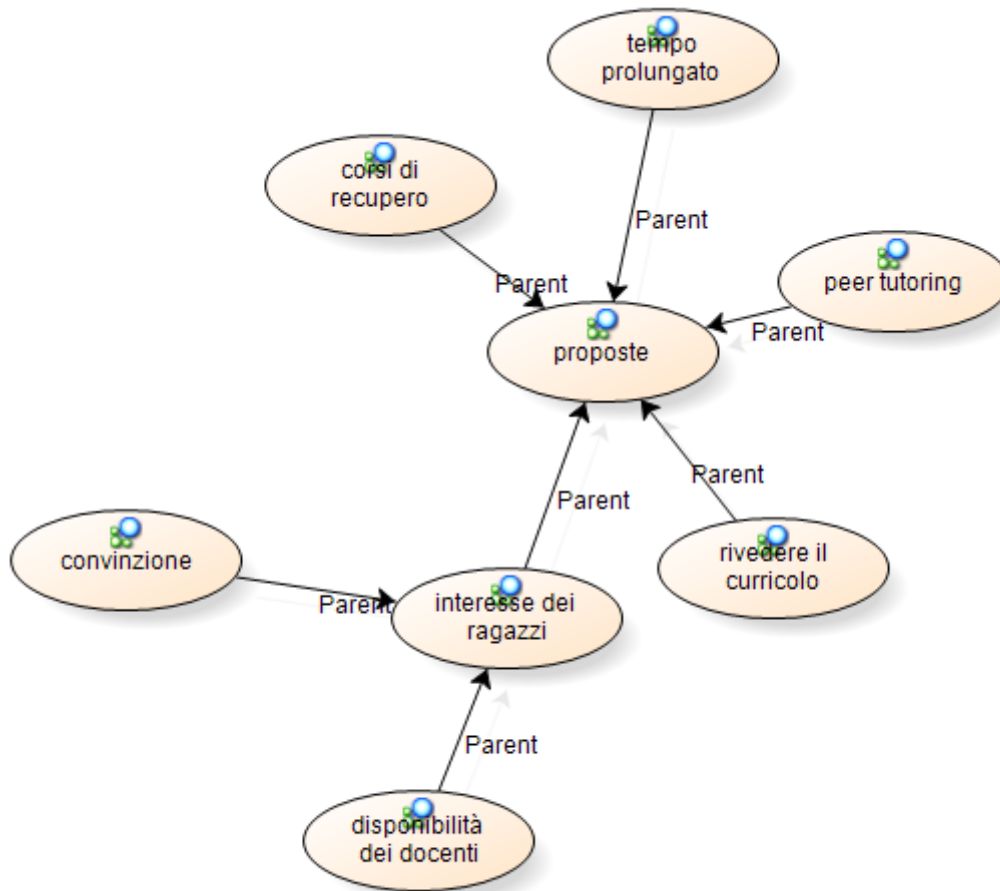 tempo
prolungato
corsi di
recupero
Parent
peer tutoring
Parent
Parent
proposte
Parent
Parent
convinzione
rivedere il
curricolo
Parent
interesse dei
ragazzi
Parent
disponibilità
dei docenti